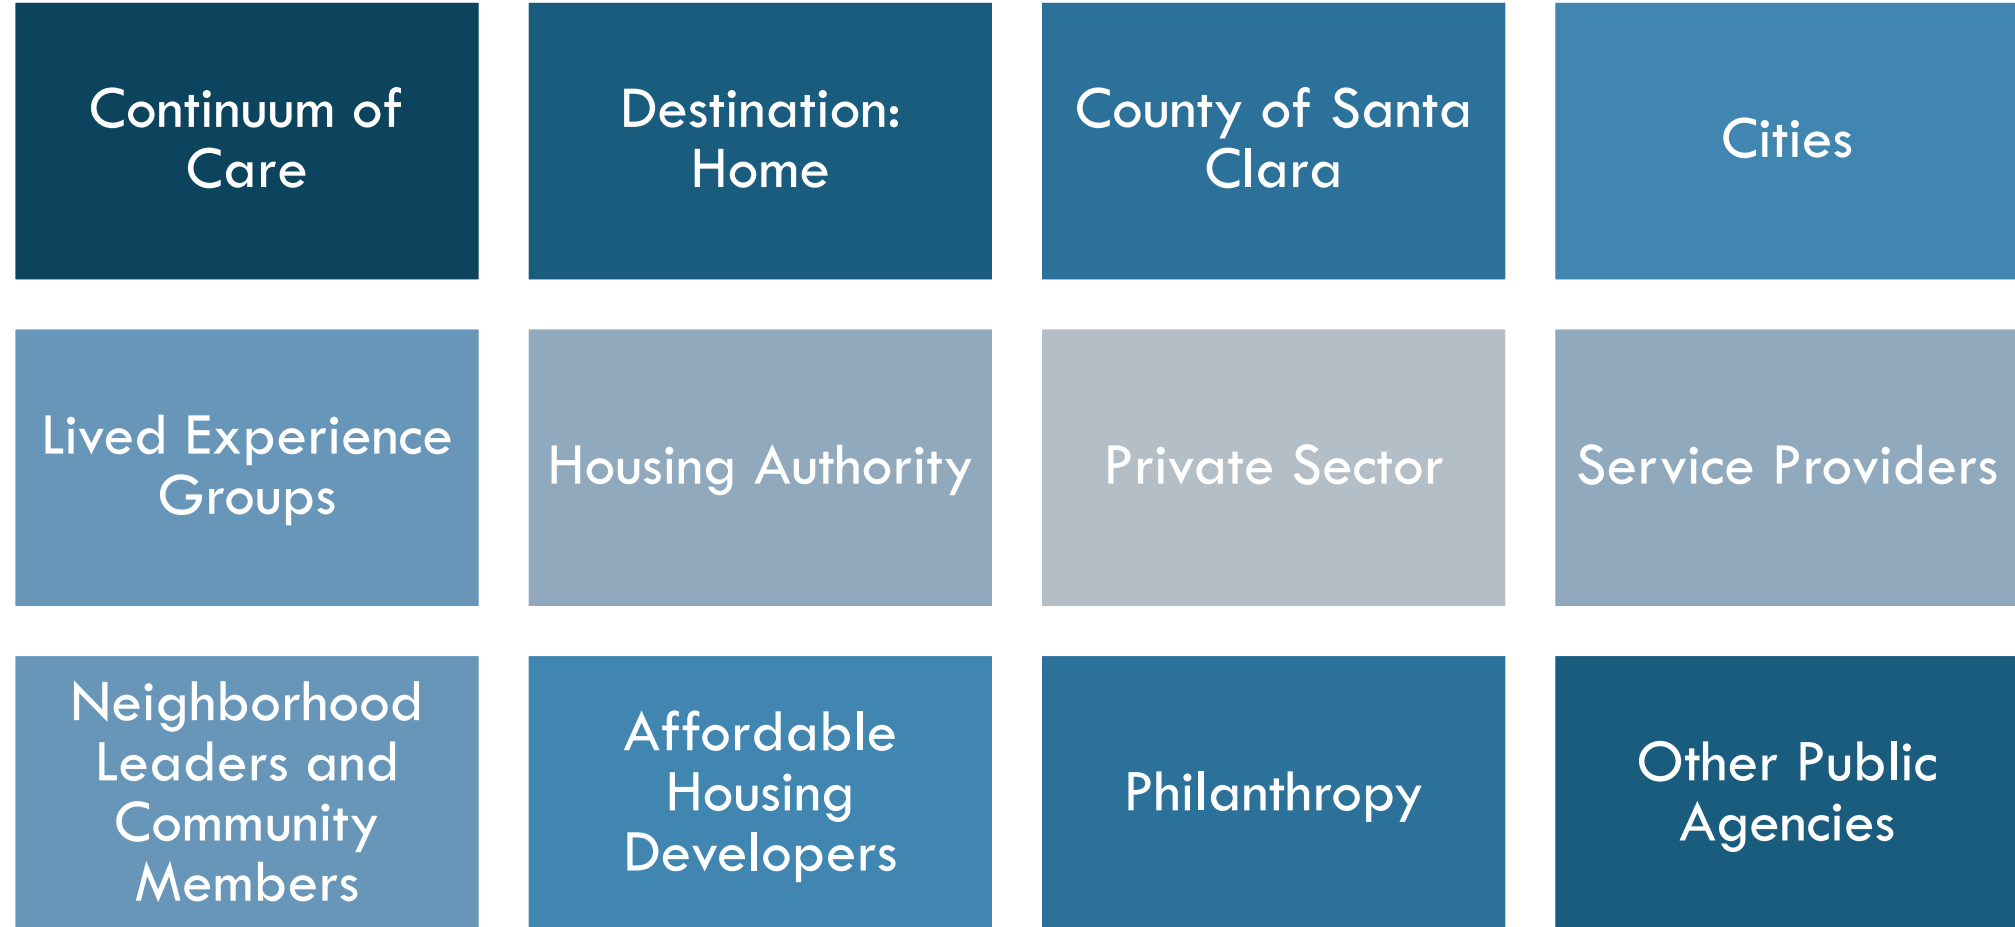 Continuum of
Care
Destination:
Home
County of Santa
Clara
Cities
Lived Experience
Groups
Housing Authority
Private Sector
Service Providers
Neighborhood
Leaders and
Community
Members
Affordable
Housing
Developers
Philanthropy
Other Public
Agencies